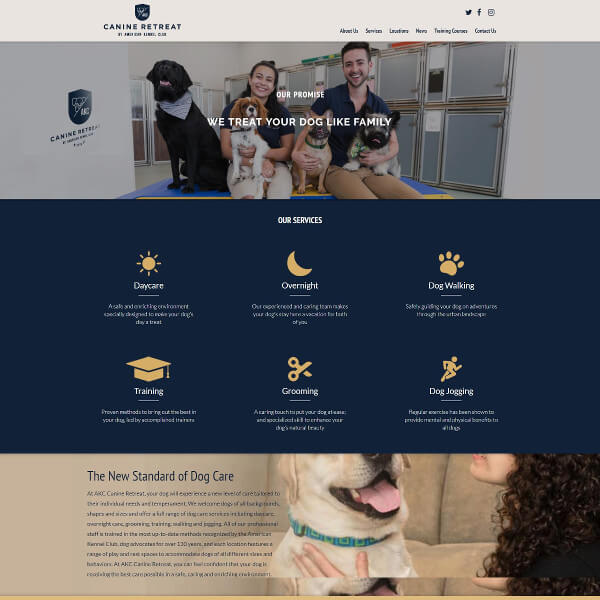 AKC
CANINE RETREAT
BY AMERICAN KENNEL CLUB
About Us Services Locations News Training Courses Contact Us
OUR PROMISE
WE TREAT YOUR DOG LIKE FAMILY
AKC
CANINE RETREAT
BY AMERICAN KENNEL CLUB
OUR SERVICES
Daycare Overnight Dog Walking
A safe and enriching environment
specially designed to make your dog's
day a treat
Our experienced and caring team makes
your dog's stay here a vacation for both
of you
Safely guiding your dog on adventures
through the urban landscape
Training Grooming Dog Jogging
Proven methods to bring out the best in
your dog, led by accomplished trainers
A caring touch to put your dog at ease;
and specialized skill to enhance your
dog's natural beauty
Regular exercise has been shown to
provide mental and physical benefits to
all dogs
The New Standard of Dog Care
At AKC Canine Retreat, your dog will experience a new level of care tailored to
their individual needs and temperament. We welcome dogs of all backgrounds,
shapes and sizes and offer a full range of dog care services including daycare,
overnight care, grooming, training, walking and jogging. All of our professional
staff is trained in the most up-to-date methods recognized by the American
Kennel Club, dog advocates for over 130 years, and each location features a
range of play and rest spaces to accommodate dogs of all different sizes and
behaviors. At AKC Canine Retreat, you can feel confident that your dog is
receiving the best care possible in a safe, caring and enriching environment.